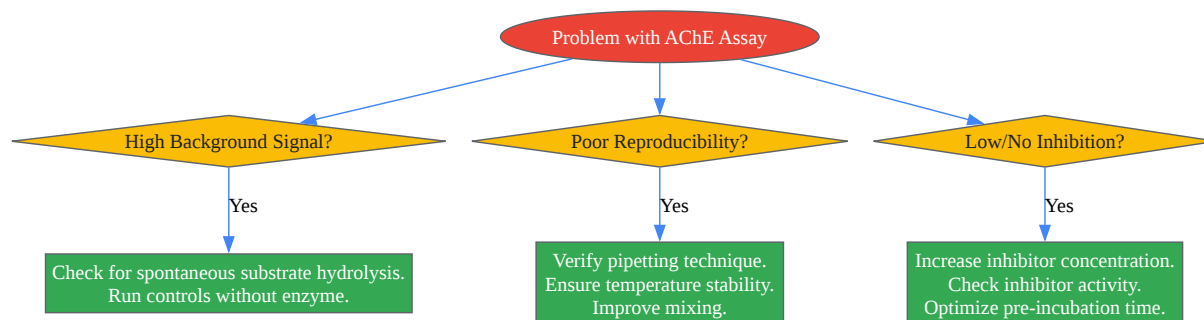 Problem with AChE Assay
High Background Signal?
Poor Reproducibility?
Low/No Inhibition?
Yes
Yes
Yes
Check for spontaneous substrate hydrolysis.
Run controls without enzyme.
Verify pipetting technique.
Ensure temperature stability.
Improve mixing.
Increase inhibitor concentration.
Check inhibitor activity.
Optimize pre-incubation time.